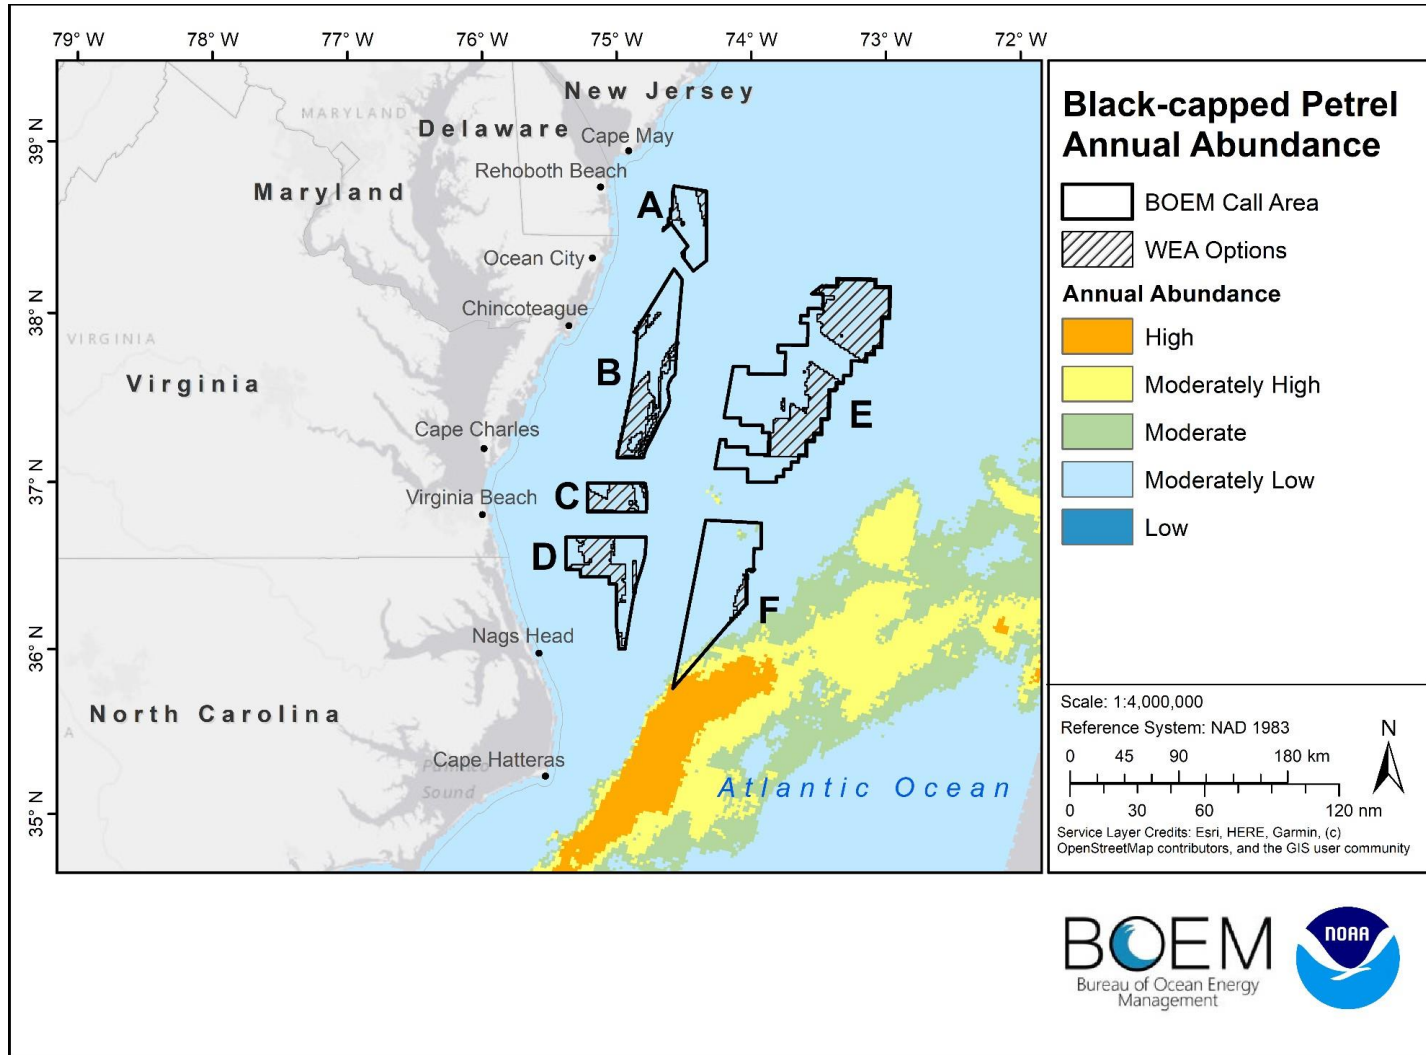 79° W 78° W 77° W 76° W 75° W 74° W 73° W 72° W
39° N
38° N
37° N
36° N
35° N
New Jersey
MARYLAND
Delaware
Cape May
Rehoboth Beach
Maryland
A
Ocean City
Chincoteague
VIRGINIA
Virginia
B
E
Cape Charles
Virginia Beach
C
D
F
Nags Head
North Carolina
A
Cape Hatteras
Sound
Atlantic Ocean
Black-capped Petrel
Annual Abundance
BOEM Call Area
WEA Options
Annual Abundance
High
Moderately High
Moderate
Moderately Low
Low
Scale: 1:4,000,000
Reference System: NAD 1983
N
0 45 90 180 km
0 30 60 120 nm
Service Layer Credits: Esri, HERE, Garmin, (c)
OpenStreetMap contributors, and the GIS user community
BOEM
Bureau of Ocean Energy
Management
NOAA